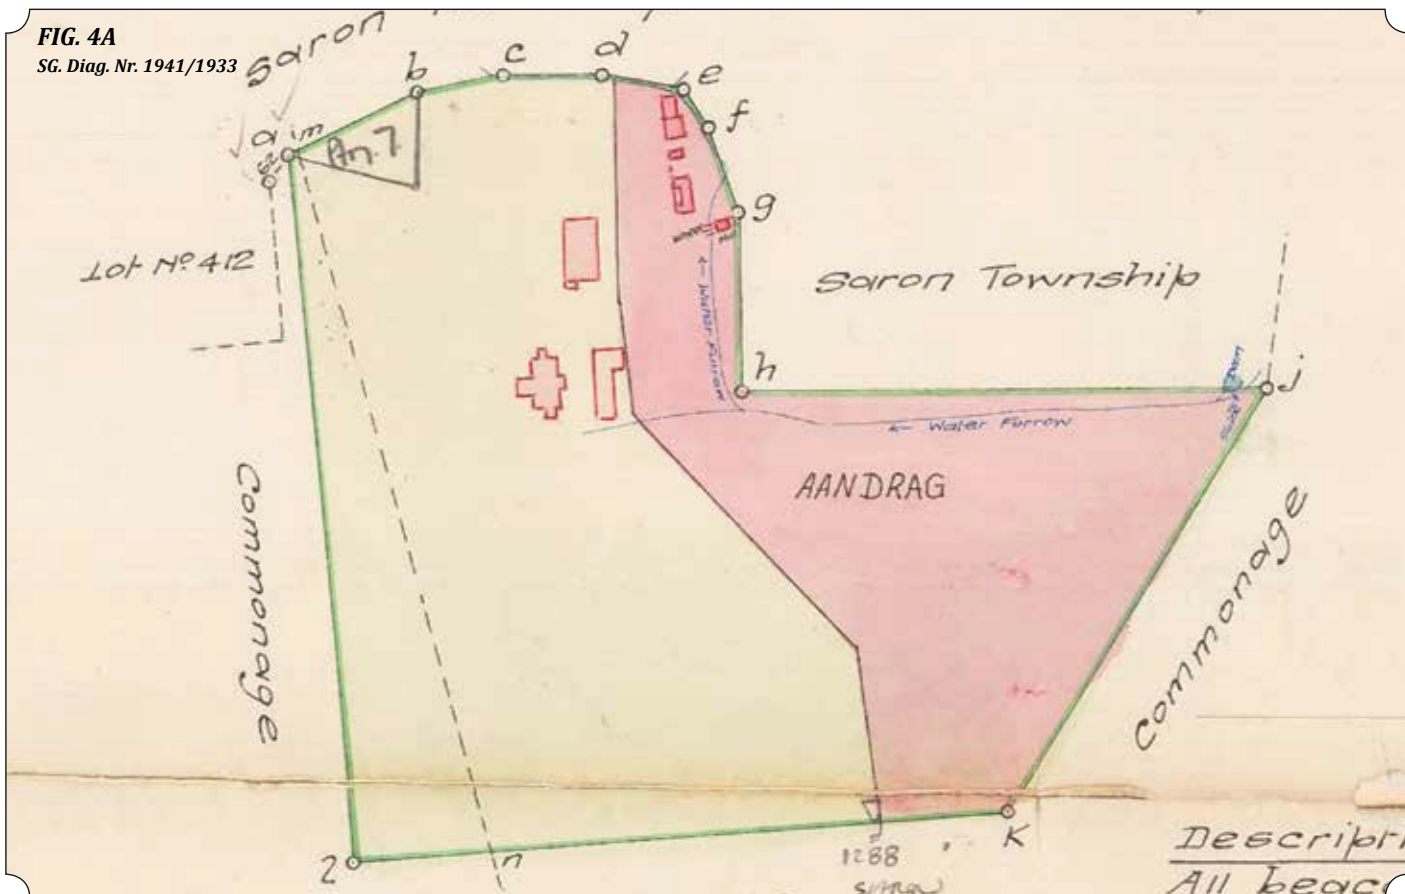 FIG. 4A
SG. Diag. Nr. 1941/1933
Saron
a
m
b
c
d
e
f
g
h
j
An. 7.
Lot No 412
Saron Township
← Water Furrow
← Water Furrow
AANDRAG
Commonage
Commonage
2
n
K
1288
SARON
Descripti
All beac